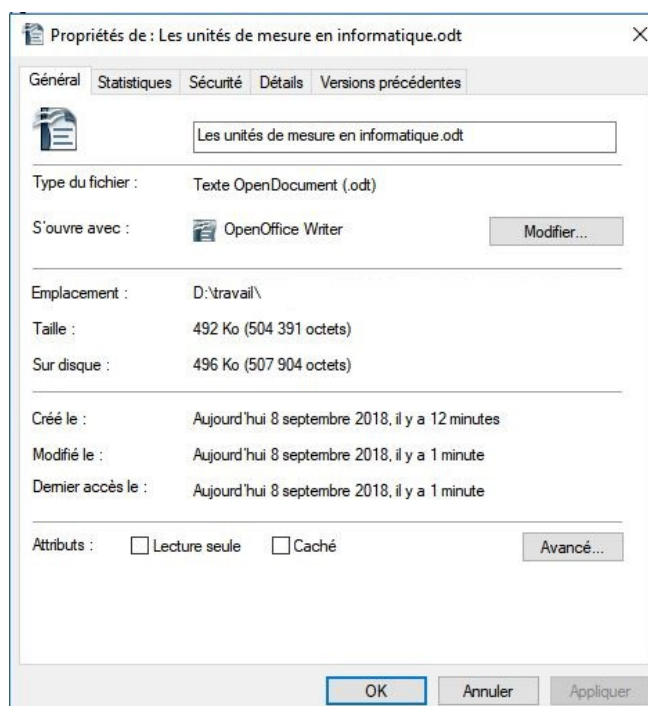 Propriétés de : Les unités de mesure en informatique.odt
Général Statistiques Sécurité Détails Versions précédentes
Les unités de mesure en informatique.odt
Type du fichier : Texte OpenDocument (.odt)
S'ouvre avec : OpenOffice Writer Modifier...
Emplacement : D:\travail\
Taille : 492 Ko (504 391 octets)
Sur disque : 496 Ko (507 904 octets)
Créé le : Aujourd'hui 8 septembre 2018, il y a 12 minutes
Modifié le : Aujourd'hui 8 septembre 2018, il y a 1 minute
Dernier accès le : Aujourd'hui 8 septembre 2018, il y a 1 minute
Attributs : Lecture seule Caché Avancé...
OK Annuler Appliquer